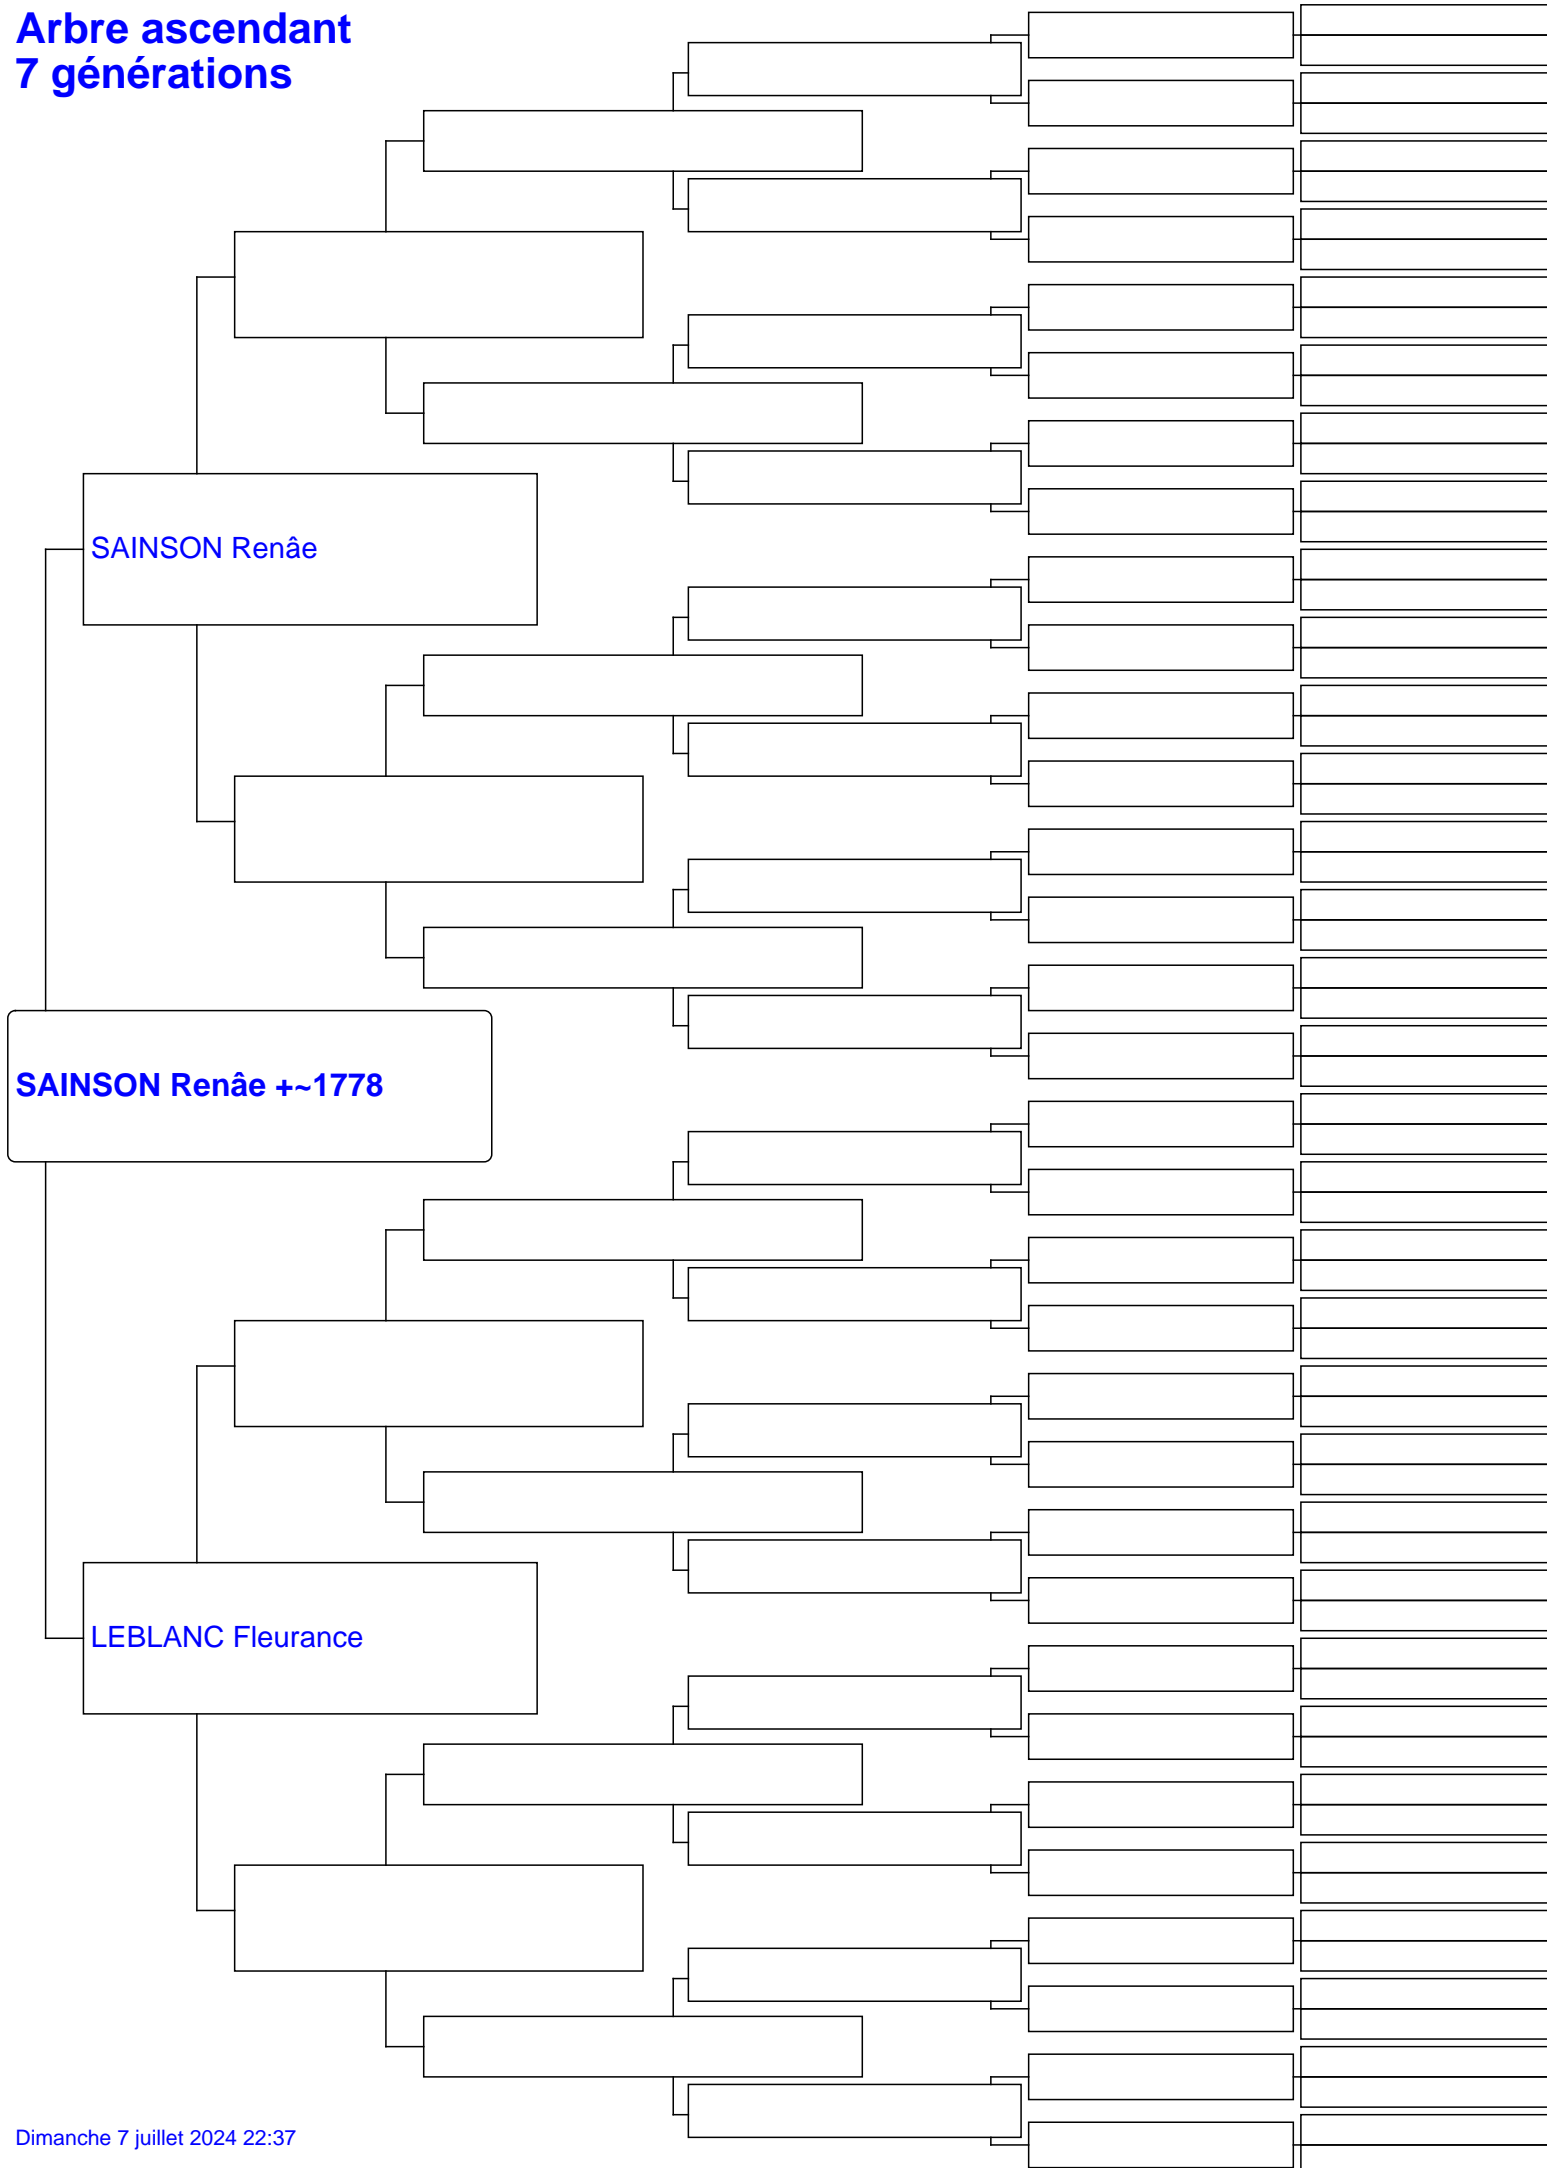 Arbre ascendant
7 générations
SAINSON Renâe
SAINSON Renâe +~1778
LEBLANC Fleurance
Dimanche 7 juillet 2024 22:37